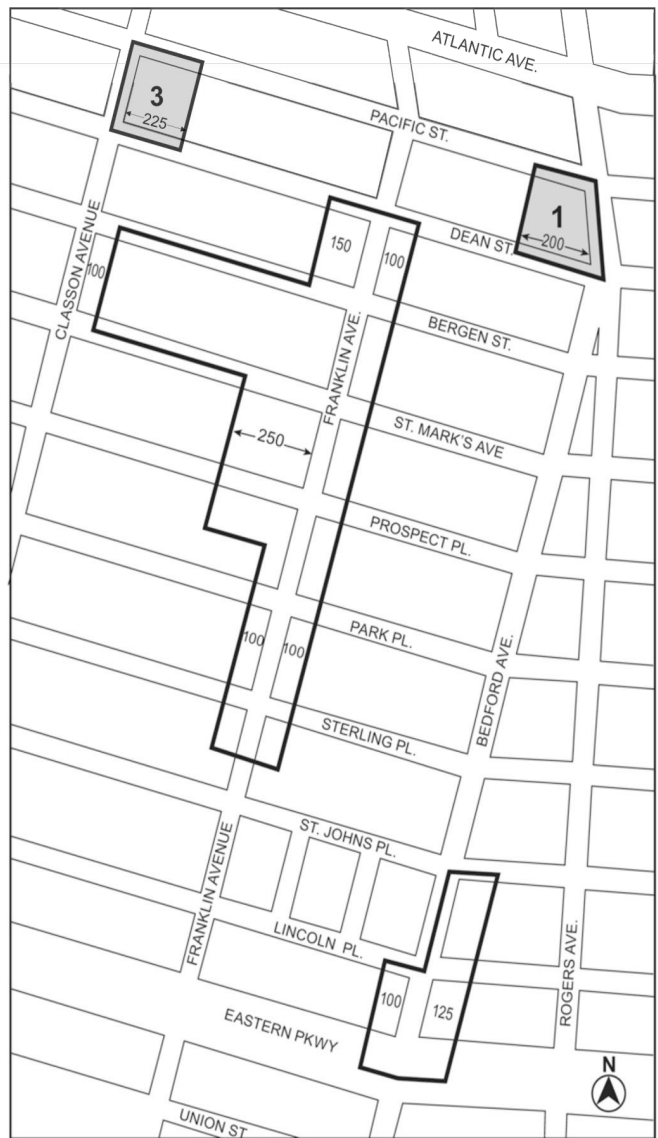 ATLANTIC AVE.
3
225
PACIFIC ST.
1
200
DEAN ST.
150
100
CLASSON AVENUE
100
FRANKLIN AVE.
BERGEN ST.
ST. MARK'S AVE
250
PROSPECT PL.
100
100
PARK PL.
BEDFORD AVE.
STERLING PL.
ST. JOHNS PL.
FRANKLIN AVENUE
LINCOLN PL.
ROGERS AVE.
100
125
EASTERN PKWY
N
UNION ST.